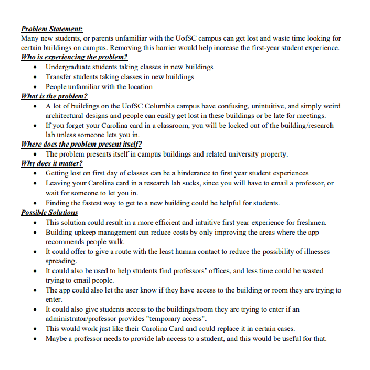 Problem Statement:
Many new students, or parents unfamiliar with the UofSC campus can get lost and waste time looking for
certain buildings on campus. Removing this barrier would help increase the first-year student experience.
Who is experiencing the problem?
• Undergraduate students taking classes in new buildings
• Transfer students taking classes in new buildings
• People unfamiliar with the location
What is the problem?
• A lot of buildings on the UofSC Columbia campus have confusing, unintuitive, and simply weird
architectural designs and people can easily get lost in these buildings or be late for meetings.
• If you forget your Carolina card in a classroom, you will be locked out of the building/research
lab unless someone lets you in.
Where does the problem present itself?
• The problem presents itself in campus buildings and related university property.
Why does it matter?
• Getting lost on first day of classes can be a hinderance to first year student experiences
• Leaving your Carolina card in a research lab sucks, since you will have to email a professor, or
wait for someone to let you in.
• Finding the fastest way to get to a new building could be helpful for students.
Possible Solutions
• This solution could result in a more efficient and intuitive first year experience for freshmen.
• Building upkeep management can reduce costs by only improving the areas where the app
recommends people walk.
• It could offer to give a route with the least human contact to reduce the possibility of illnesses
spreading.
• It could also be used to help students find professors' offices, and less time could be wasted
trying to email people.
• The app could also let the user know if they have access to the building or room they are trying to
enter.
• It could also give students access to the buildings/room they are trying to enter if an
administrator/professor provides "temporary access".
• This would work just like their Carolina Card and could replace it in certain cases.
• Maybe a professor needs to provide lab access to a student, and this would be useful for that.